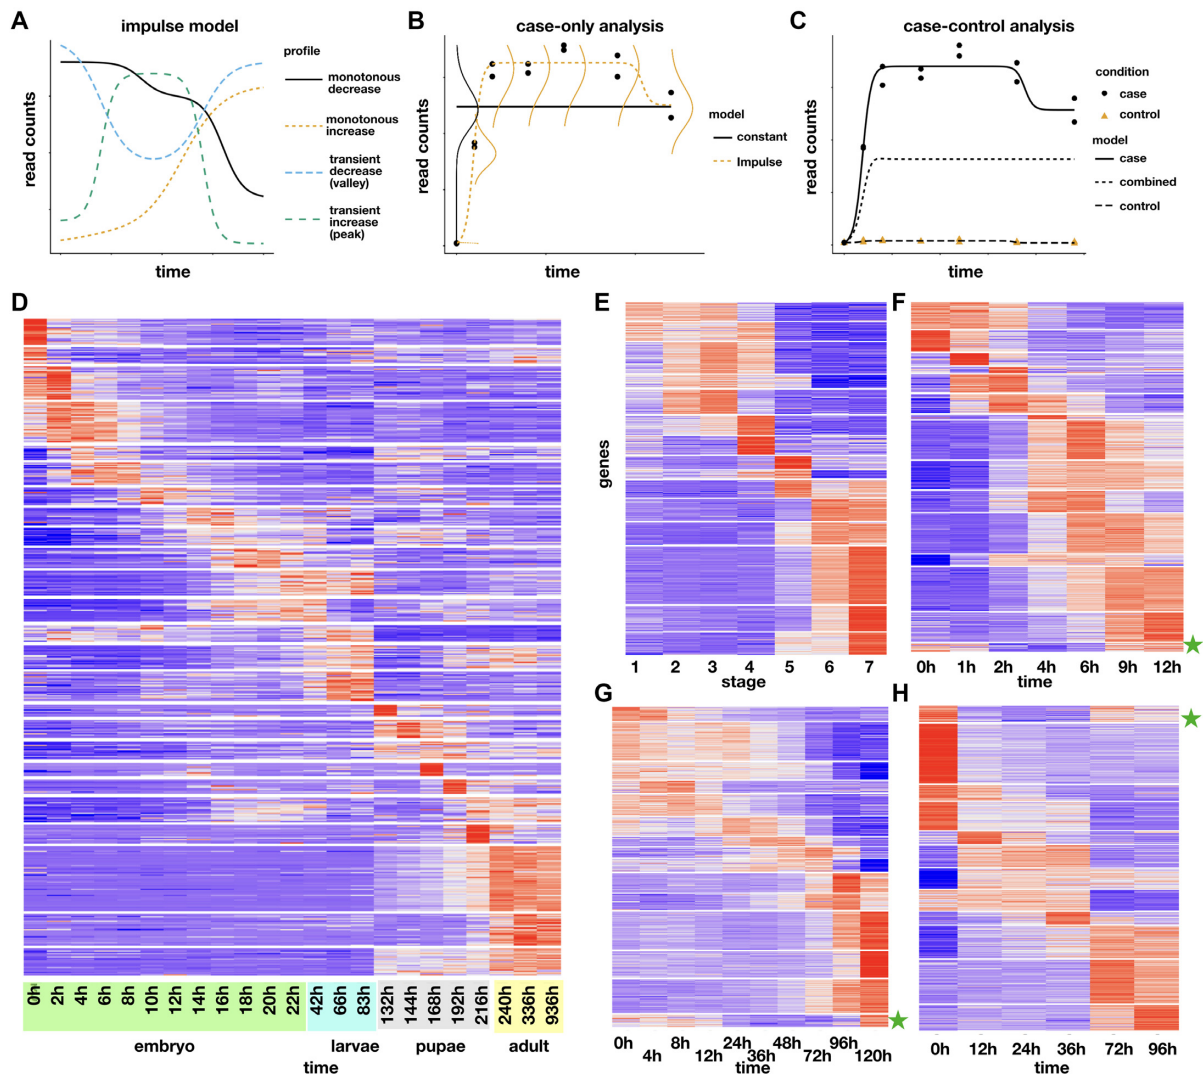 A
impulse model
read counts
time
profile
monotonous
decrease
monotonous
increase
transient
decrease
(valley)
transient
increase
(peak)
B
case-only analysis
read counts
time
model
constant
Impulse
C
case-control analysis
read counts
time
condition
case
control
model
case
combined
control
D
0h 2h 4h 6h 8h 10h 12h 14h 16h 18h 20h 22h 42h 66h 83h 132h 144h 168h 192h 216h 240h 336h 936h
embryo larvae pupae adult
time
E
genes
1 2 3 4 5 6 7
stage
F
0h 1h 2h 4h 6h 9h 12h
time
G
0h 8h 24h 48h 96h
4h 12h 36h 72h 120h
time
H
0h 12h 24h 36h 72h 96h
time